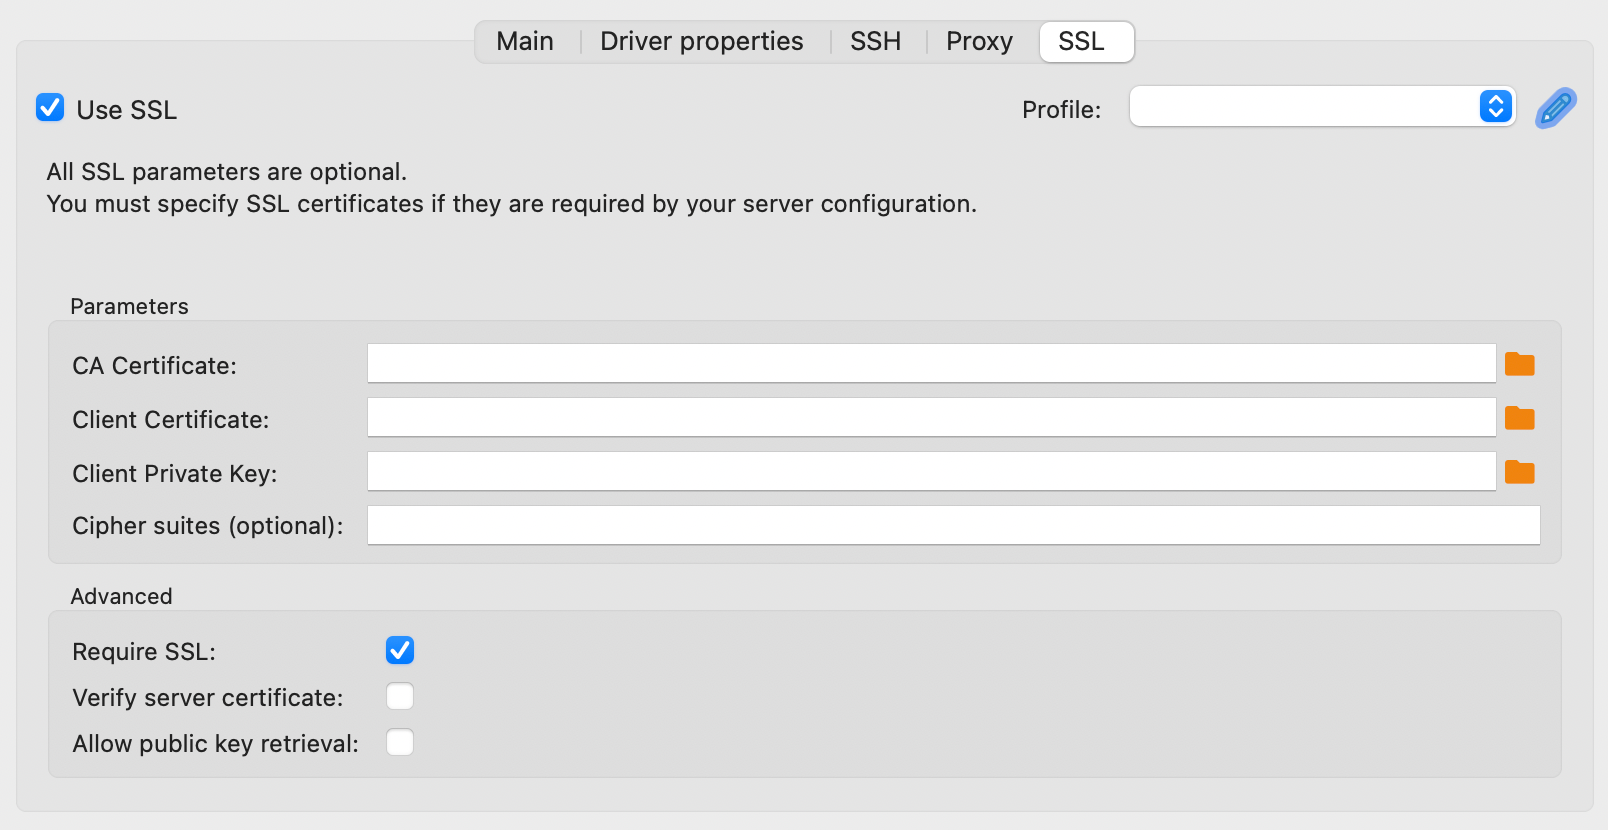 Main
Driver properties
SSH
Proxy
SSL
Use SSL
Profile:
All SSL parameters are optional.
You must specify SSL certificates if they are required by your server configuration.
Parameters
CA Certificate:
Client Certificate:
Client Private Key:
Cipher suites (optional):
Advanced
Require SSL:
Verify server certificate:
Allow public key retrieval: